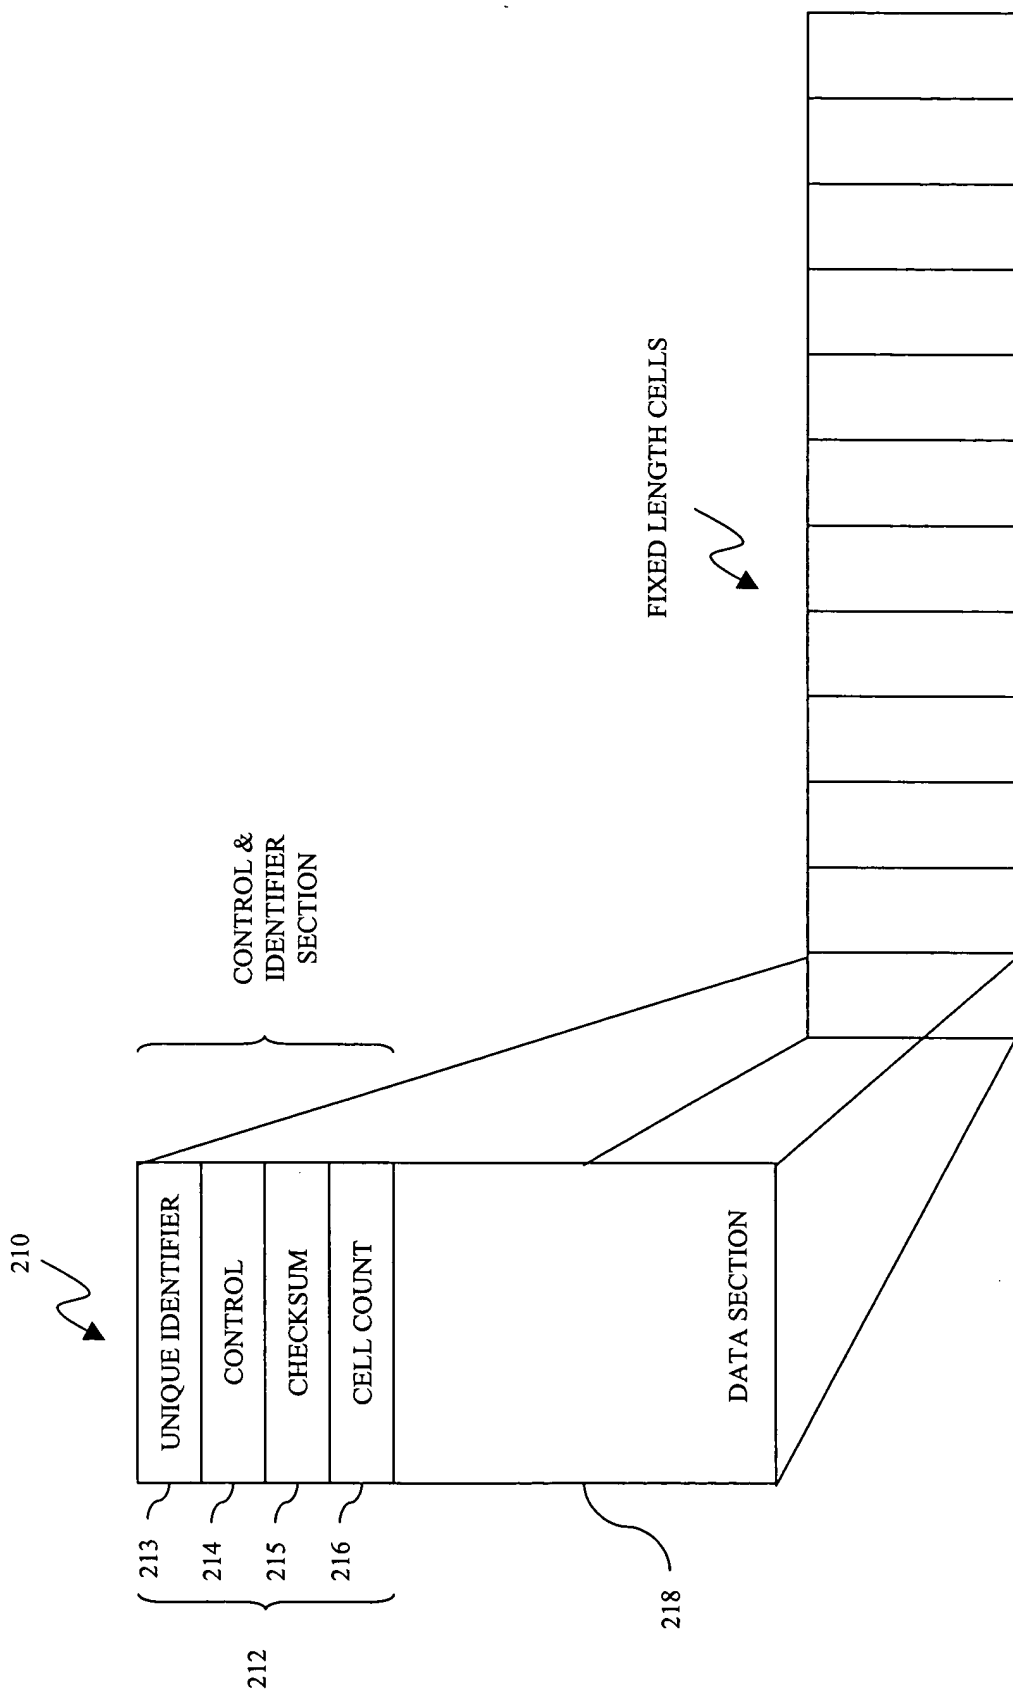 210
213
UNIQUE IDENTIFIER
214
CONTROL
215
CHECKSUM
216
CELL COUNT
212
CONTROL &
IDENTIFIER
SECTION
218
DATA SECTION
FIXED LENGTH CELLS